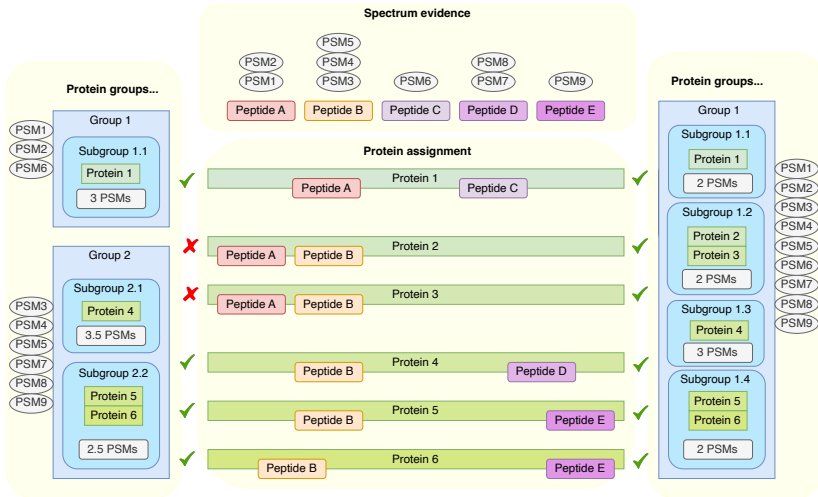 Spectrum evidence
PSM5
PSM2 PSM4 PSM8
PSM1 PSM3 PSM6 PSM7 PSM9
Peptide A Peptide B Peptide C Peptide D Peptide E
Protein groups...
Group 1
PSM1
PSM2
PSM6
Subgroup 1.1
Protein 1
3 PSMs
Group 2
PSM3
PSM4
PSM5
PSM7
PSM8
PSM9
Subgroup 2.1
Protein 4
3.5 PSMs
Subgroup 2.2
Protein 5
Protein 6
2.5 PSMs
Protein assignment
Protein 1
Peptide A Peptide C
Protein 2
Peptide A Peptide B
Protein 3
Peptide A Peptide B
Protein 4
Peptide B Peptide D
Protein 5
Peptide B Peptide E
Protein 6
Peptide B Peptide E
Protein groups...
Group 1
Subgroup 1.1
Protein 1
2 PSMs
Subgroup 1.2
Protein 2
Protein 3
2 PSMs
Subgroup 1.3
Protein 4
3 PSMs
Subgroup 1.4
Protein 5
Protein 6
2 PSMs
PSM1
PSM2
PSM3
PSM4
PSM5
PSM6
PSM7
PSM8
PSM9